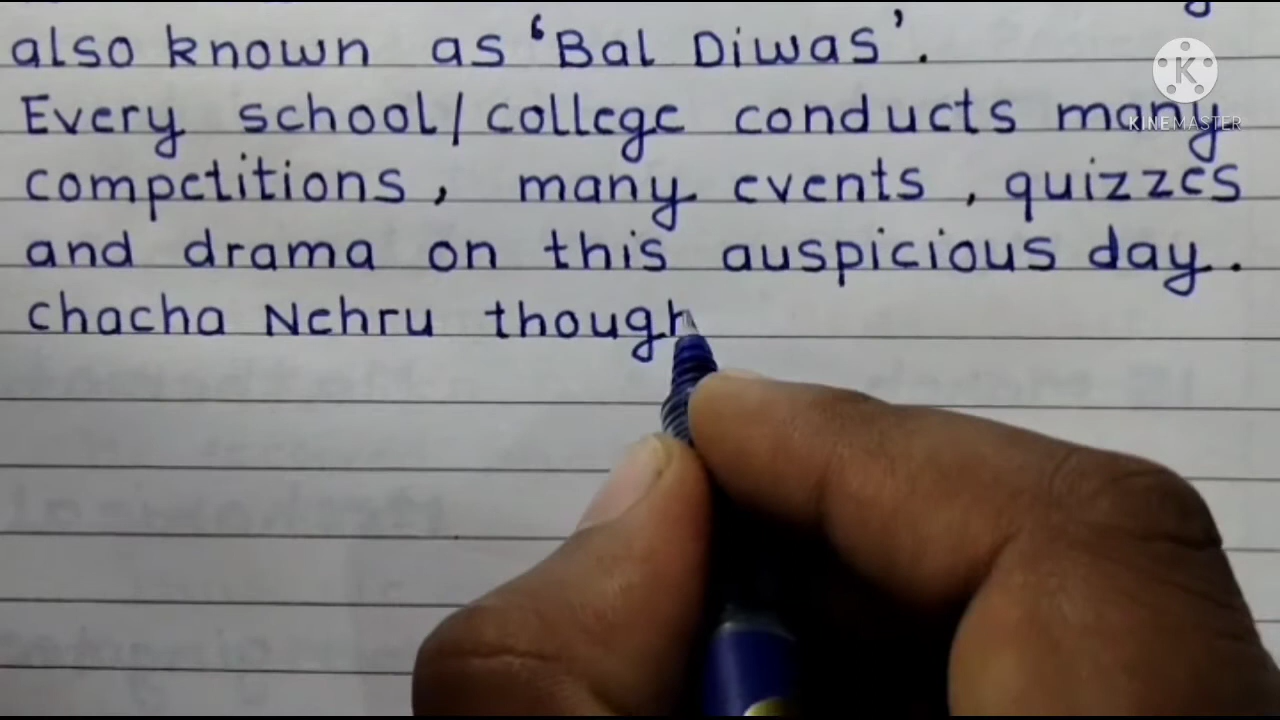 also known as 'Bal Diwas'.
Every school/college conducts many
competitions, many events, quizzes
and drama on this auspicious day.
Chacha Nehru though
K
KINEMASTER